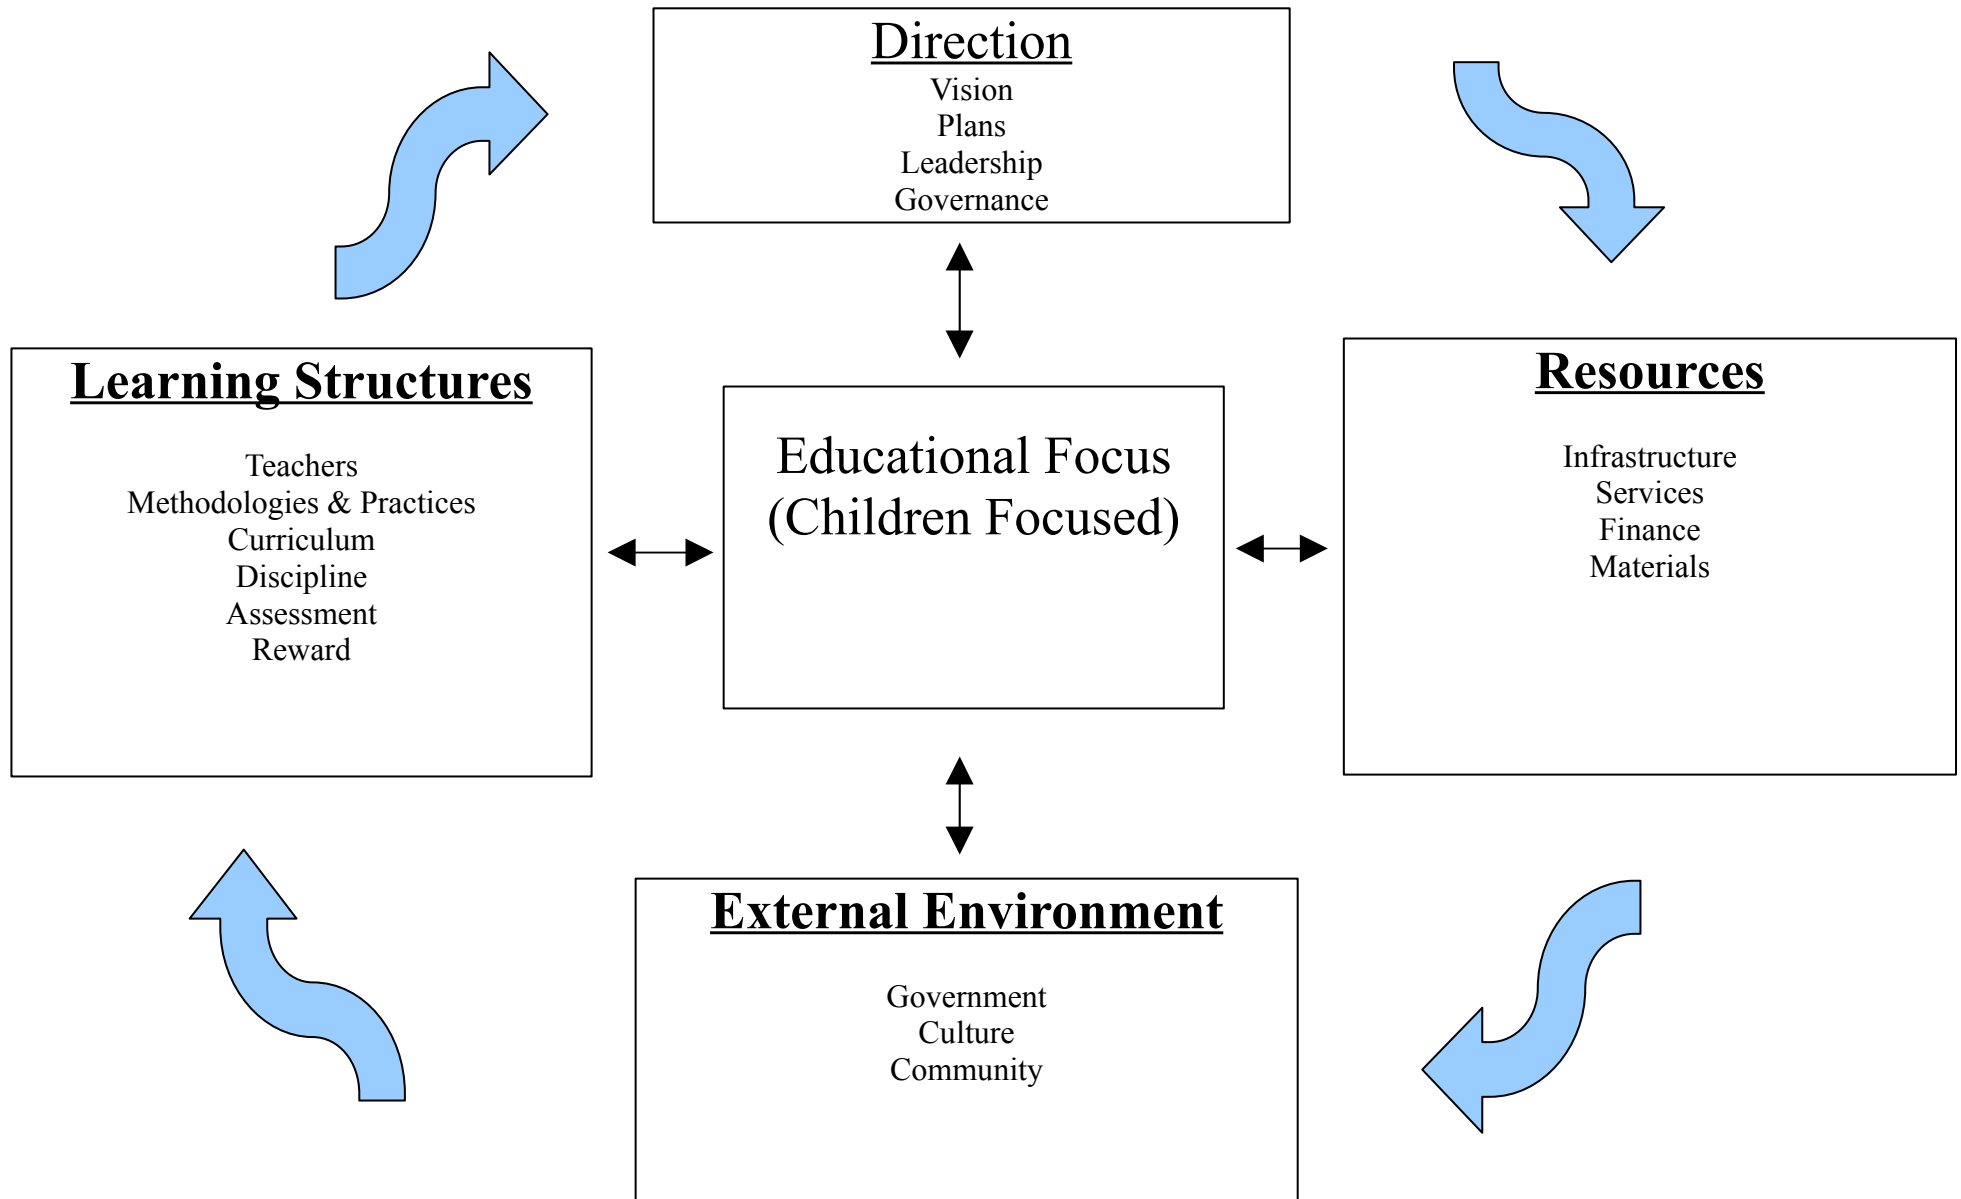 Direction
Vision
Plans
Leadership
Governance
Learning Structures
Teachers
Methodologies & Practices
Curriculum
Discipline
Assessment
Reward
Educational Focus
(Children Focused)
Resources
Infrastructure
Services
Finance
Materials
External Environment
Government
Culture
Community